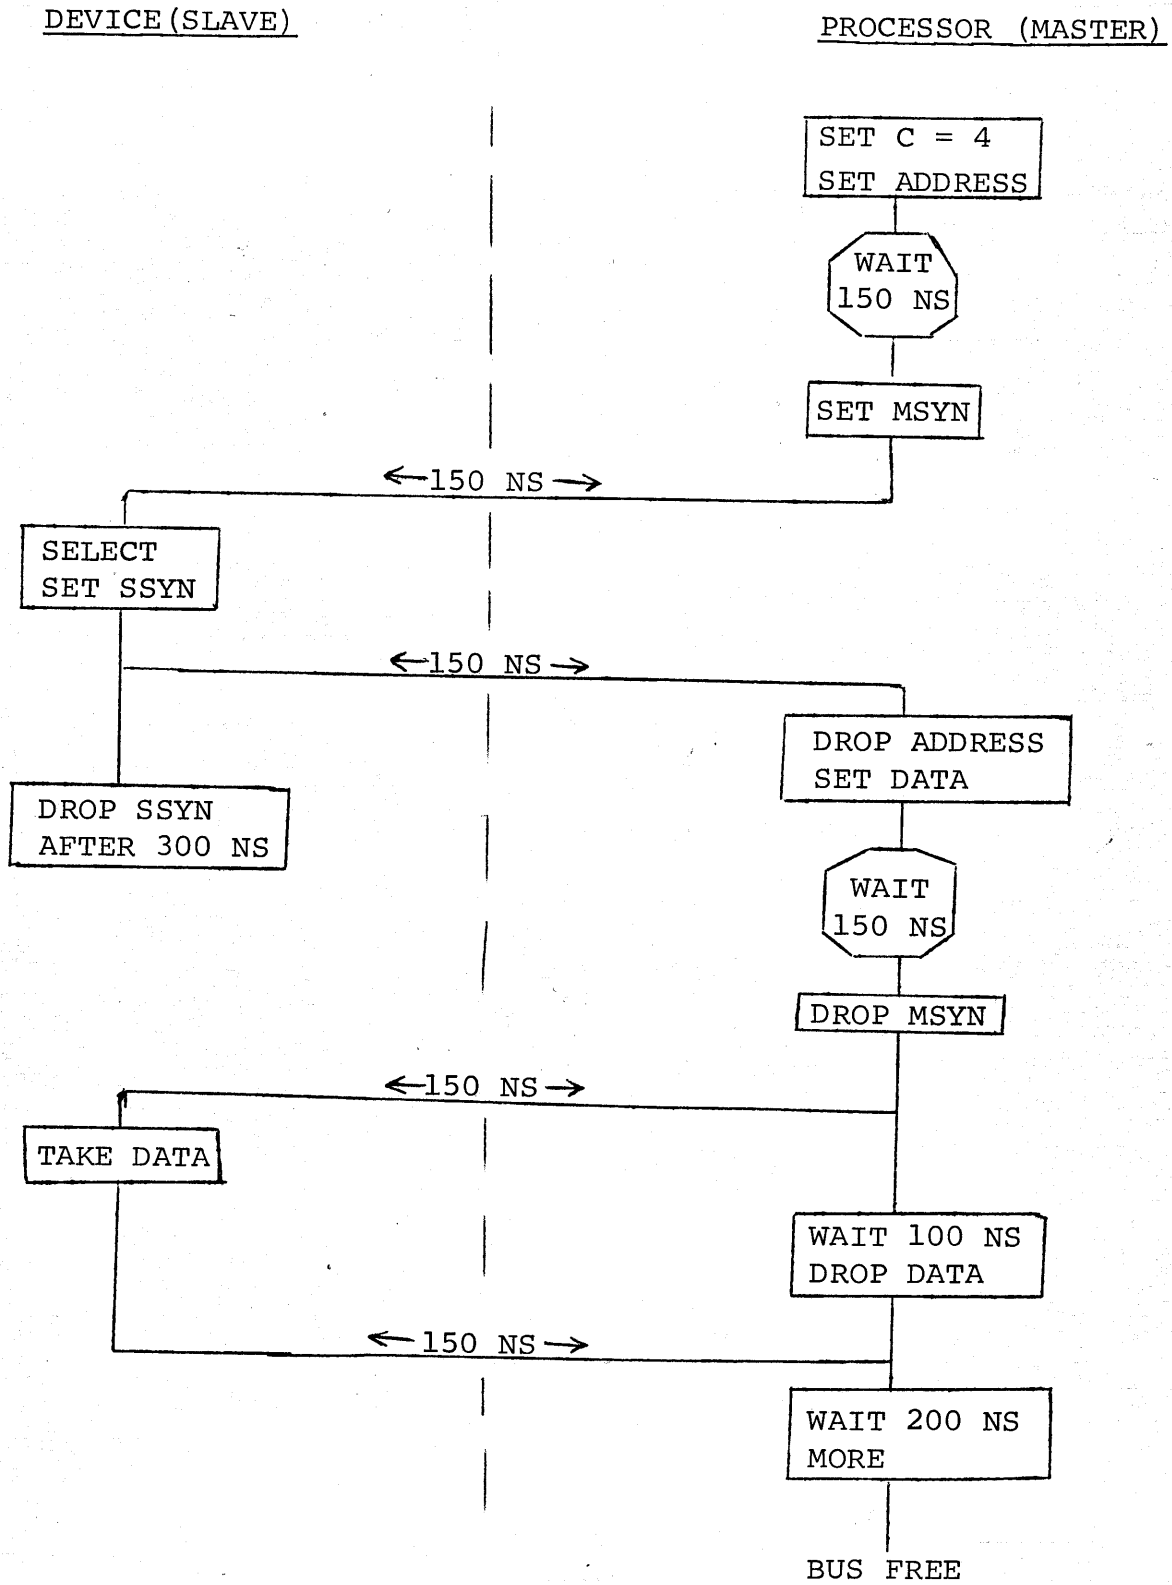 DEVICE(SLAVE)
PROCESSOR (MASTER)
SET C = 4
SET ADDRESS
WAIT
150 NS
SET MSYN
150 NS
SELECT
SET SSYN
150 NS
DROP ADDRESS
SET DATA
DROP SSYN
AFTER 300 NS
WAIT
150 NS
DROP MSYN
150 NS
TAKE DATA
WAIT 100 NS
DROP DATA
150 NS
WAIT 200 NS
MORE
BUS FREE